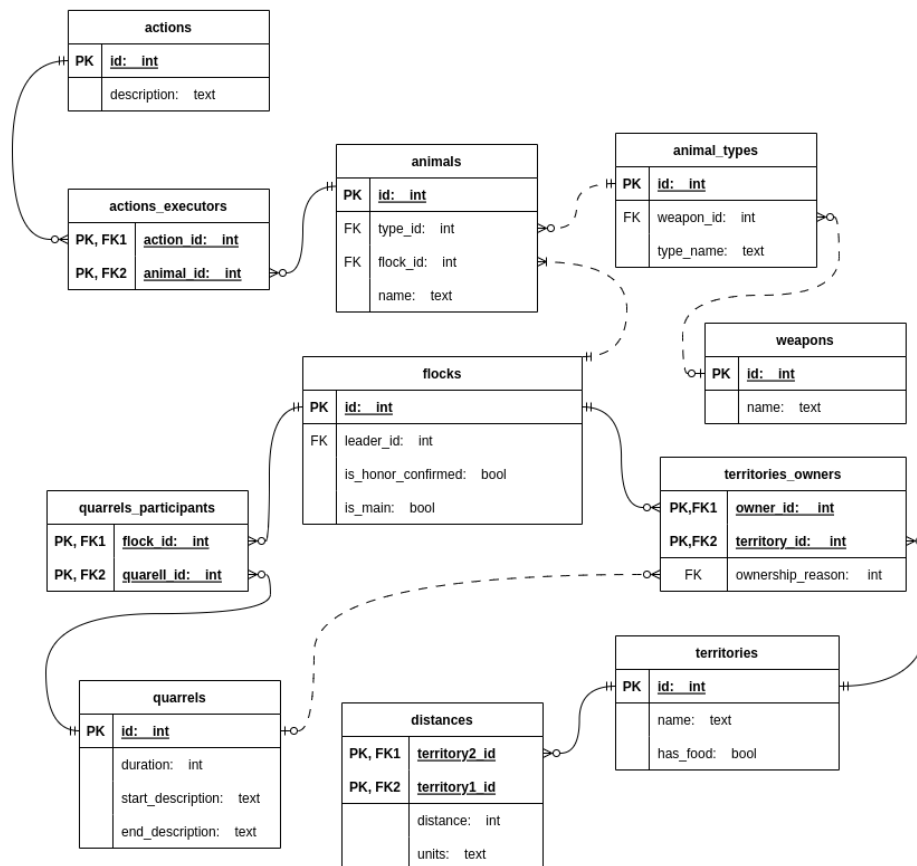 actions
PK id: int
description: text
animals
PK id: int
FK type_id: int
FK flock_id: int
name: text
animal_types
PK id: int
FK weapon_id: int
type_name: text
actions_executors
PK, FK1 action_id: int
PK, FK2 animal_id: int
weapons
PK id: int
name: text
flocks
PK id: int
FK leader_id: int
is_honor_confirmed: bool
is_main: bool
territories_owners
PK,FK1 owner_id: int
PK,FK2 territory_id: int
FK ownership_reason: int
quarrels_participants
PK, FK1 flock_id: int
PK, FK2 quarell_id: int
territories
PK id: int
name: text
has_food: bool
quarrels
PK id: int
duration: int
start_description: text
end_description: text
distances
PK, FK1 territory2_id
PK, FK2 territory1_id
distance: int
units: text